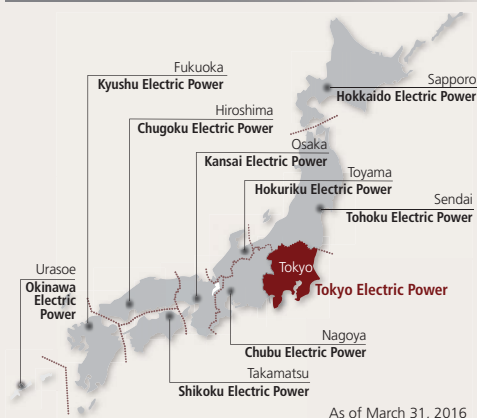 Fukuoka
Kyushu Electric Power
Sapporo
Hokkaido Electric Power
Hiroshima
Chugoku Electric Power
Osaka
Kansai Electric Power
Toyama
Hokuriku Electric Power
Sendai
Tohoku Electric Power
Urasoe
Okinawa
Electric
Power
Tokyo
Tokyo Electric Power
Nagoya
Chubu Electric Power
Takamatsu
Shikoku Electric Power
As of March 31, 2016